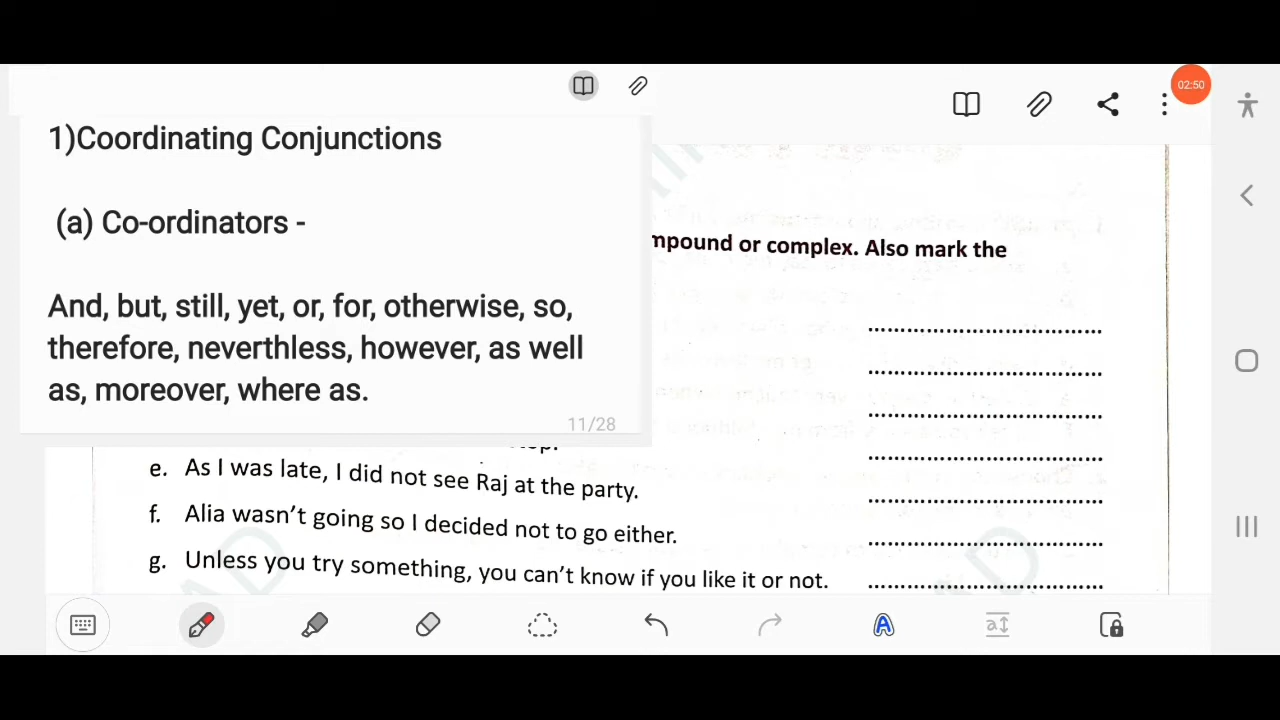 02:50
1)Coordinating Conjunctions
(a) Co-ordinators -
And, but, still, yet, or, for, otherwise, so,
therefore, neverthless, however, as well
as, moreover, where as.
11/28
mpound or complex. Also mark the
e. As I was late, I did not see Raj at the party.
f. Alia wasn't going so I decided not to go either.
g. Unless you try something, you can't know if you like it or not.